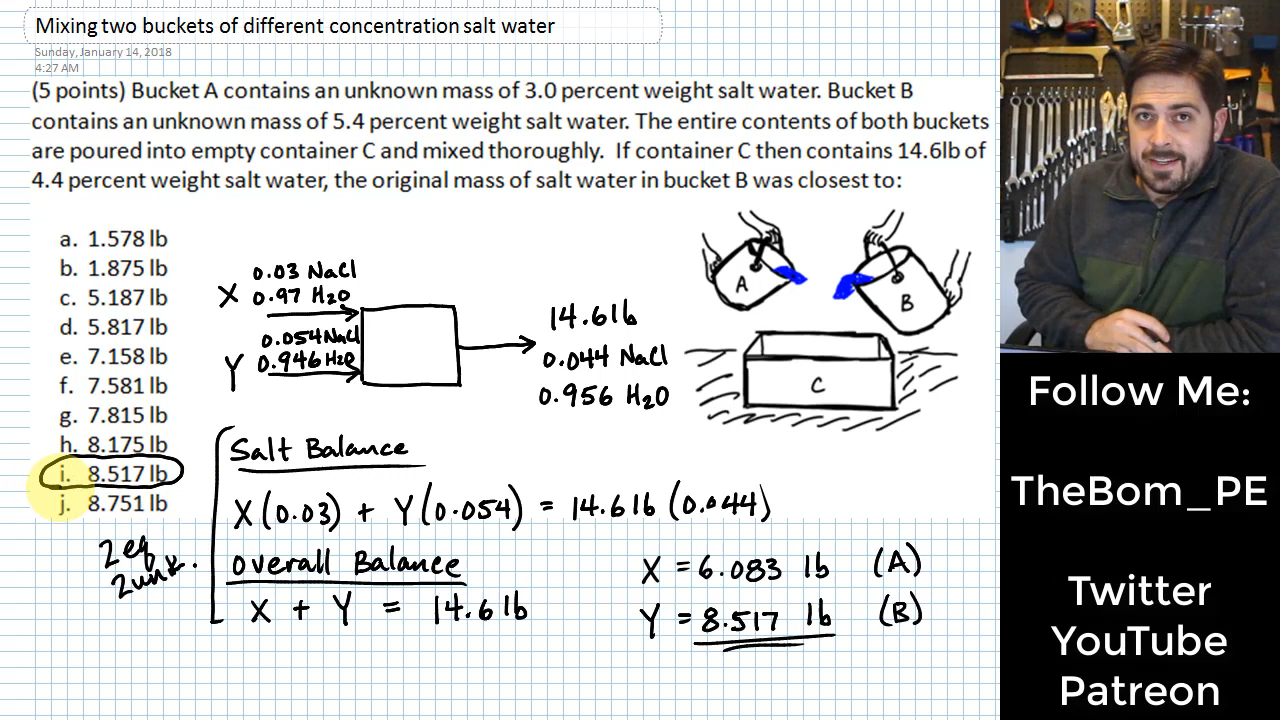 Mixing two buckets of different concentration salt water
Sunday, January 14, 2018
4:27 AM
(5 points) Bucket A contains an unknown mass of 3.0 percent weight salt water. Bucket B
contains an unknown mass of 5.4 percent weight salt water. The entire contents of both buckets
are poured into empty container C and mixed thoroughly. If container C then contains 14.6lb of
4.4 percent weight salt water, the original mass of salt water in bucket B was closest to:
a. 1.578 lb
b. 1.875 lb
c. 5.187 lb
d. 5.817 lb
e. 7.158 lb
f. 7.581 lb
g. 7.815 lb
h. 8.175 lb
i. 8.517 lb
j. 8.751 lb
X 0.03 NaCl
0.97 H2O
Y 0.054 NaCl
0.946 H2O
14.6 lb
0.044 NaCl
0.956 H2O
A
B
C
Salt Balance
X(0.03) + Y(0.054) = 14.6 lb (0.044)
Overall Balance
X + Y = 14.6 lb
2 eq
2 unk.
X = 6.083 lb (A)
Y = 8.517 lb (B)
Follow Me:
TheBom_PE
Twitter
YouTube
Patreon